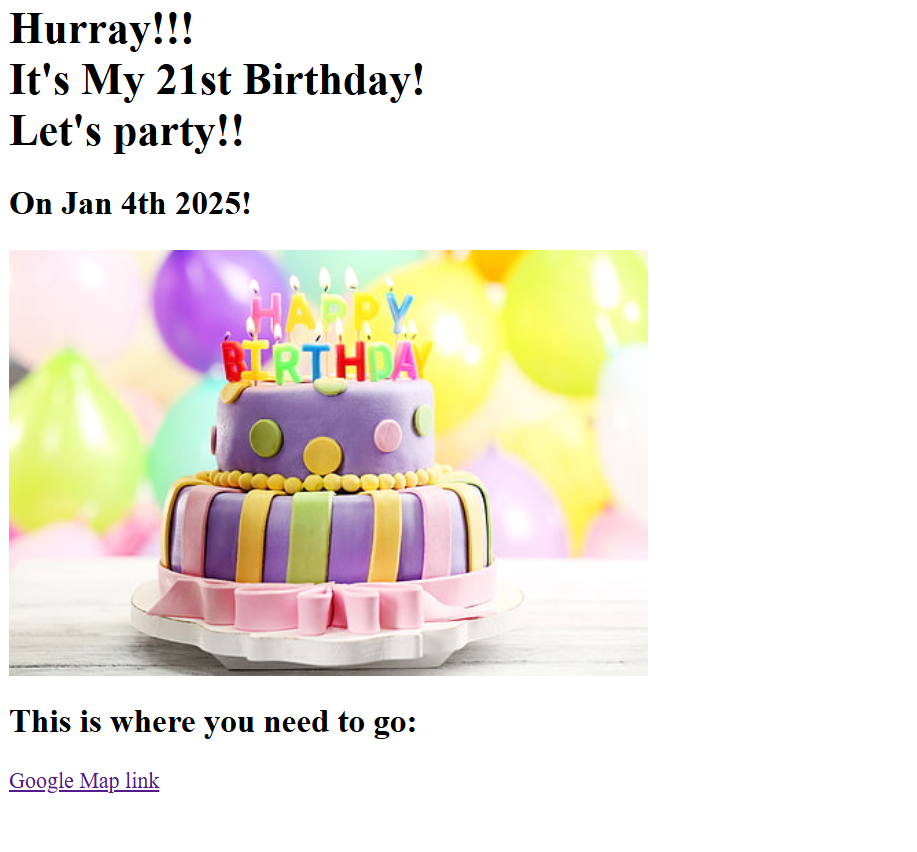 Hurray!!!
It's My 21st Birthday!
Let's party!!
On Jan 4th 2025!
HAPPY
BIRTHDAY
This is where you need to go:
Google Map link